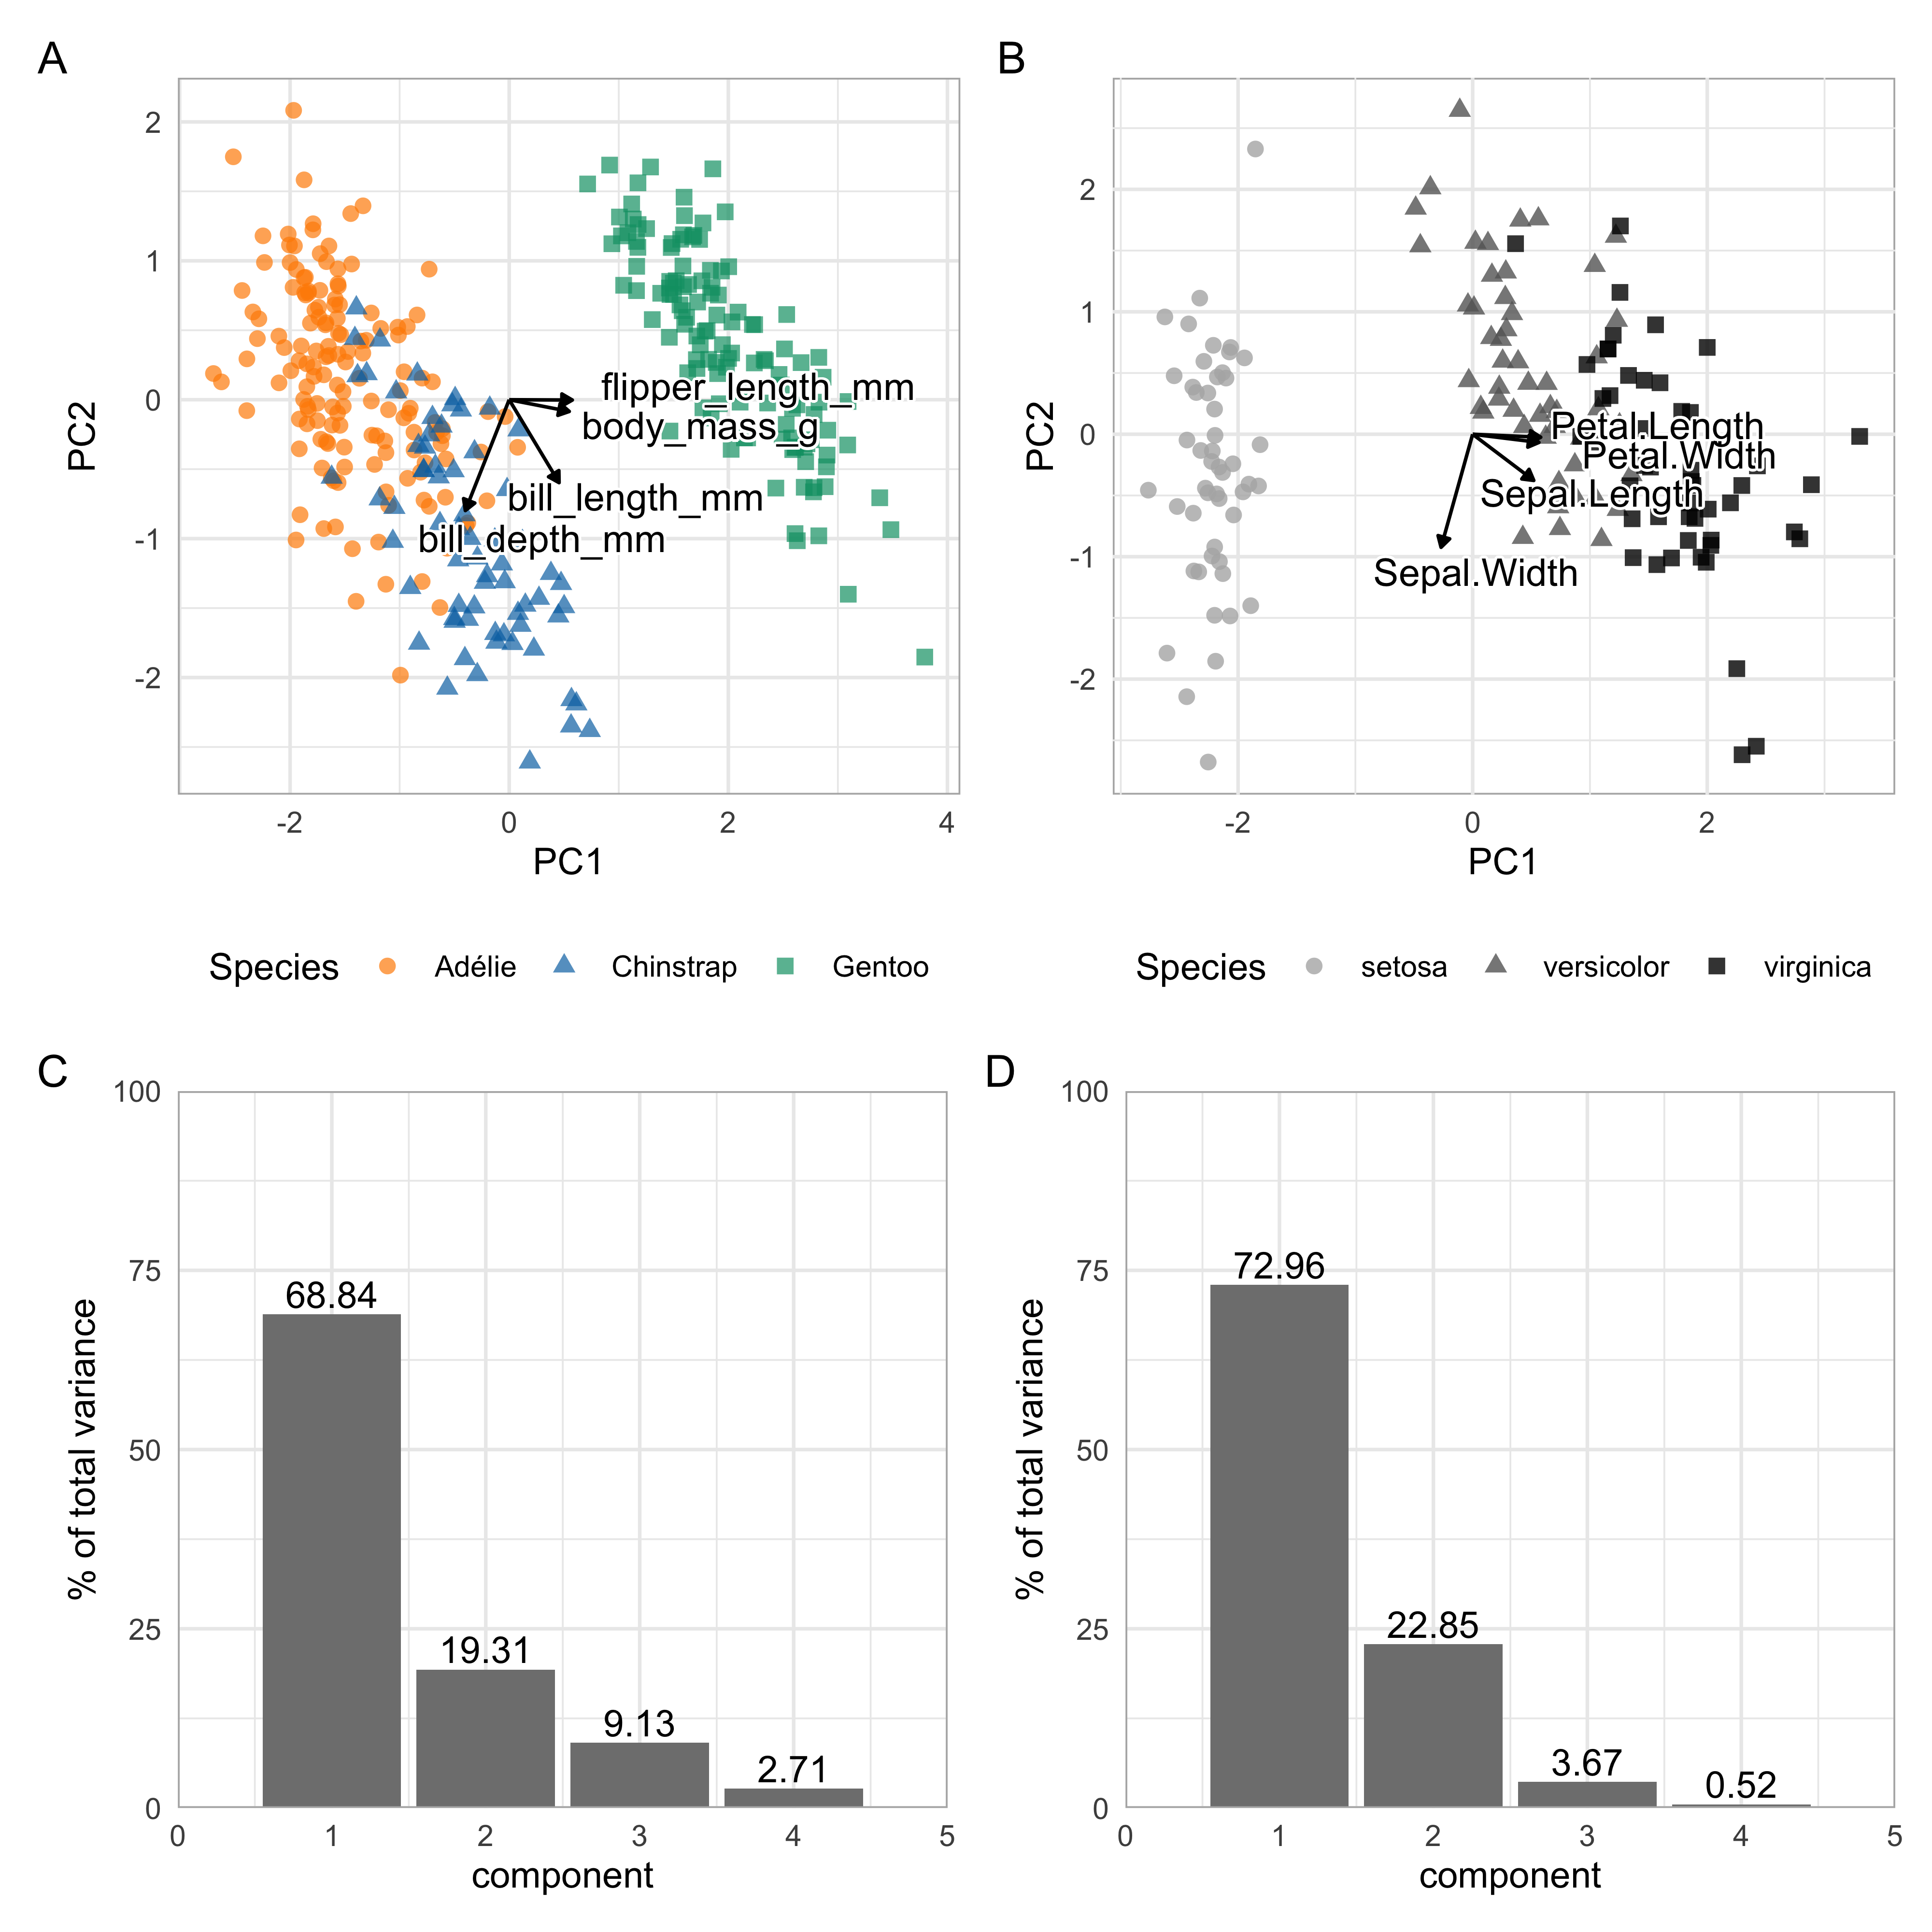 A
2
1
0
-1
-2
PC2
flipper_length_mm
body_mass_g
bill_length_mm
bill_depth_mm
-2 0 2 4
PC1
Species Adélie Chinstrap Gentoo
B
2
1
0
-1
-2
PC2
Petal.Length
Petal.Width
Sepal.Length
Sepal.Width
-2 0 2
PC1
Species setosa versicolor virginica
C
100
75
50
25
0
% of total variance
68.84
19.31
9.13
2.71
0 1 2 3 4 5
component
D
100
75
50
25
0
% of total variance
72.96
22.85
3.67
0.52
0 1 2 3 4 5
component